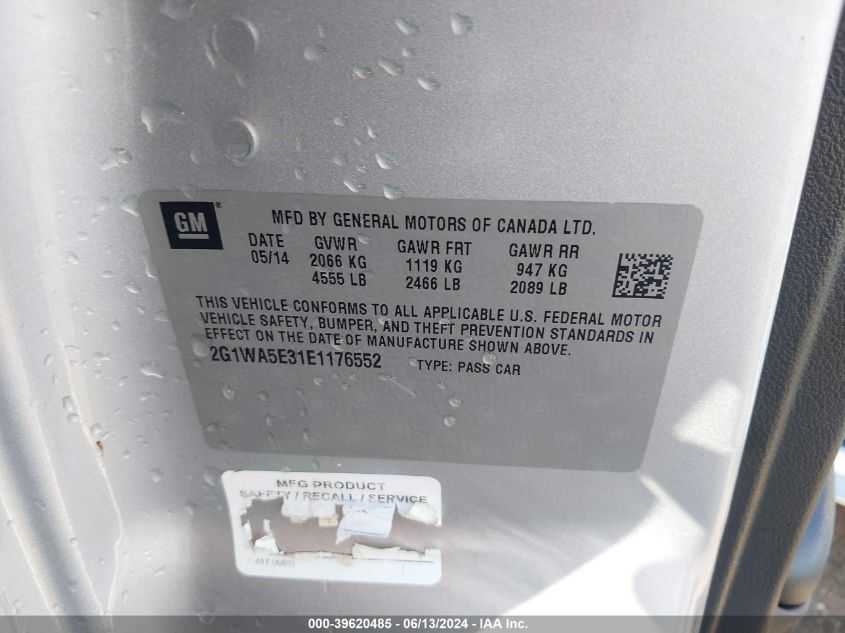 GM ®
MFD BY GENERAL MOTORS OF CANADA LTD.
DATE GVWR GAWR FRT GAWR RR
05/14 2066 KG 1119 KG 947 KG
4555 LB 2466 LB 2089 LB
THIS VEHICLE CONFORMS TO ALL APPLICABLE U.S. FEDERAL MOTOR
VEHICLE SAFETY, BUMPER, AND THEFT PREVENTION STANDARDS IN
EFFECT ON THE DATE OF MANUFACTURE SHOWN ABOVE.
2G1WA5E31E1176552 TYPE: PASS CAR
MFG PRODUCT
SAFETY / RECALL / SERVICE
000-39620485 - 06/13/2024 - IAA Inc.